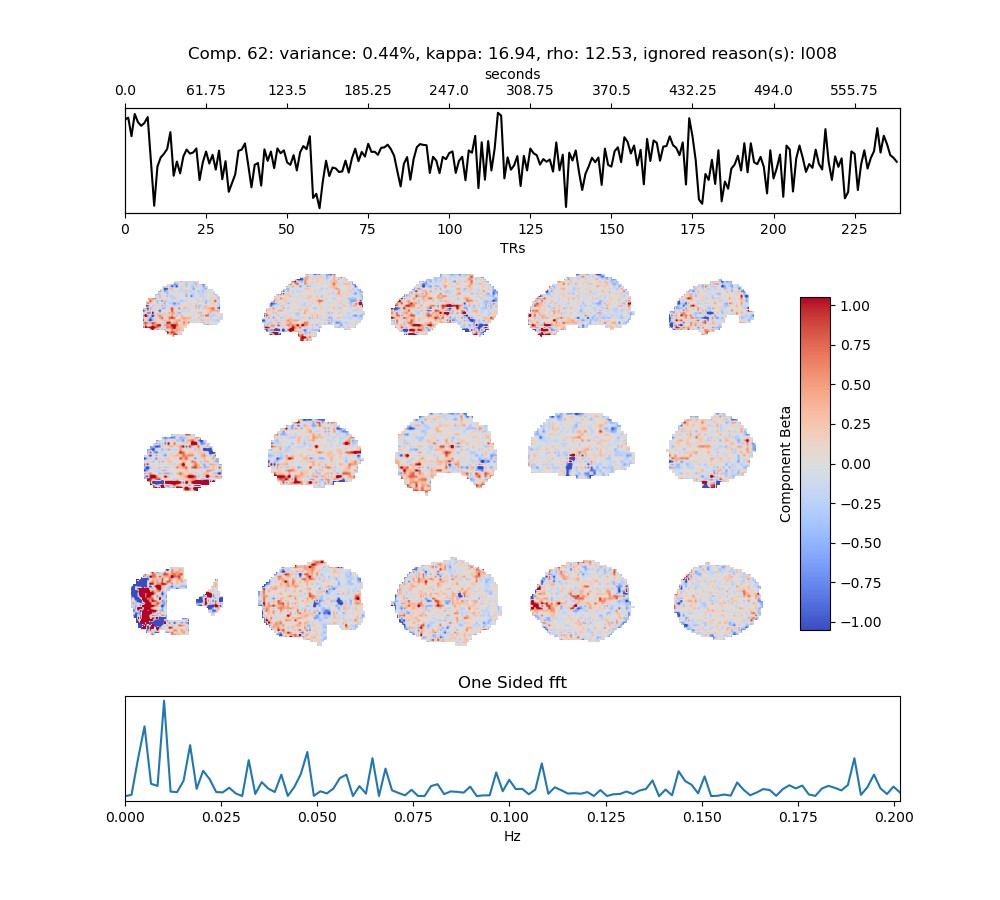 Comp. 62: variance: 0.44%, kappa: 16.94, rho: 12.53, ignored reason(s): I008
seconds
0.0 61.75 123.5 185.25 247.0 308.75 370.5 432.25 494.0 555.75
0 25 50 75 100 125 150 175 200 225
TRs
1.00
0.75
0.50
0.25
0.00
−0.25
−0.50
−0.75
−1.00
Component Beta
One Sided fft
0.000 0.025 0.050 0.075 0.100 0.125 0.150 0.175 0.200
Hz